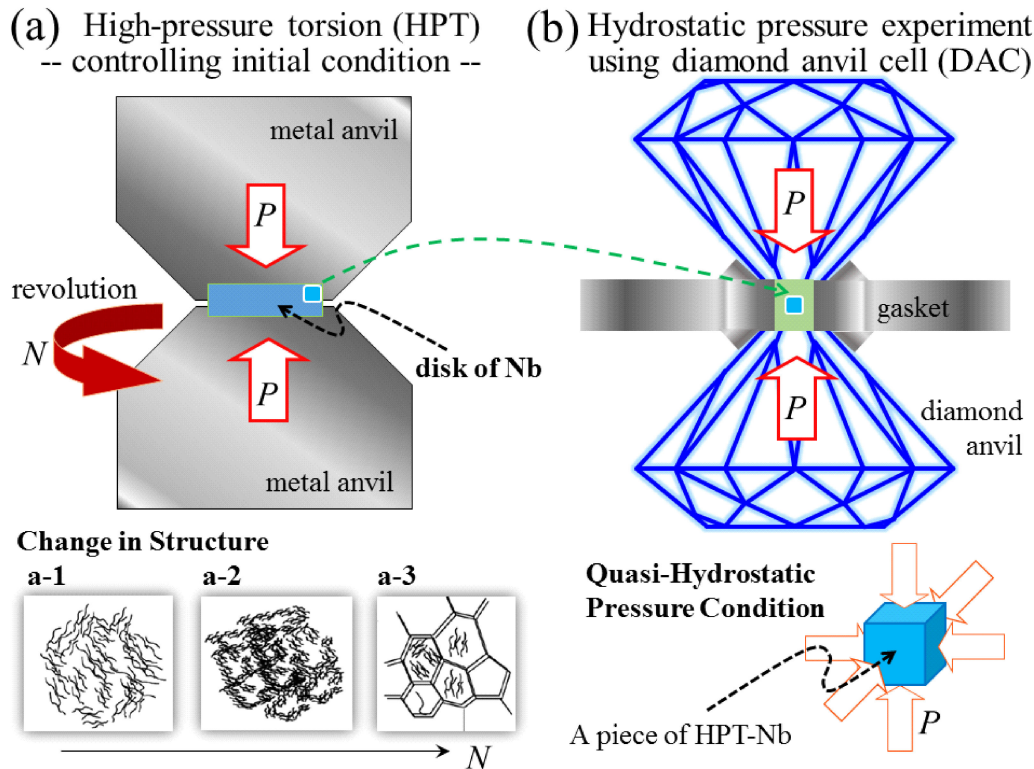 (a) High-pressure torsion (HPT)
-- controlling initial condition --
metal anvil
P
revolution
N
disk of Nb
P
metal anvil
Change in Structure
a-1 a-2 a-3
N
(b) Hydrostatic pressure experiment
using diamond anvil cell (DAC)
P
gasket
P
diamond
anvil
Quasi-Hydrostatic
Pressure Condition
A piece of HPT-Nb
P